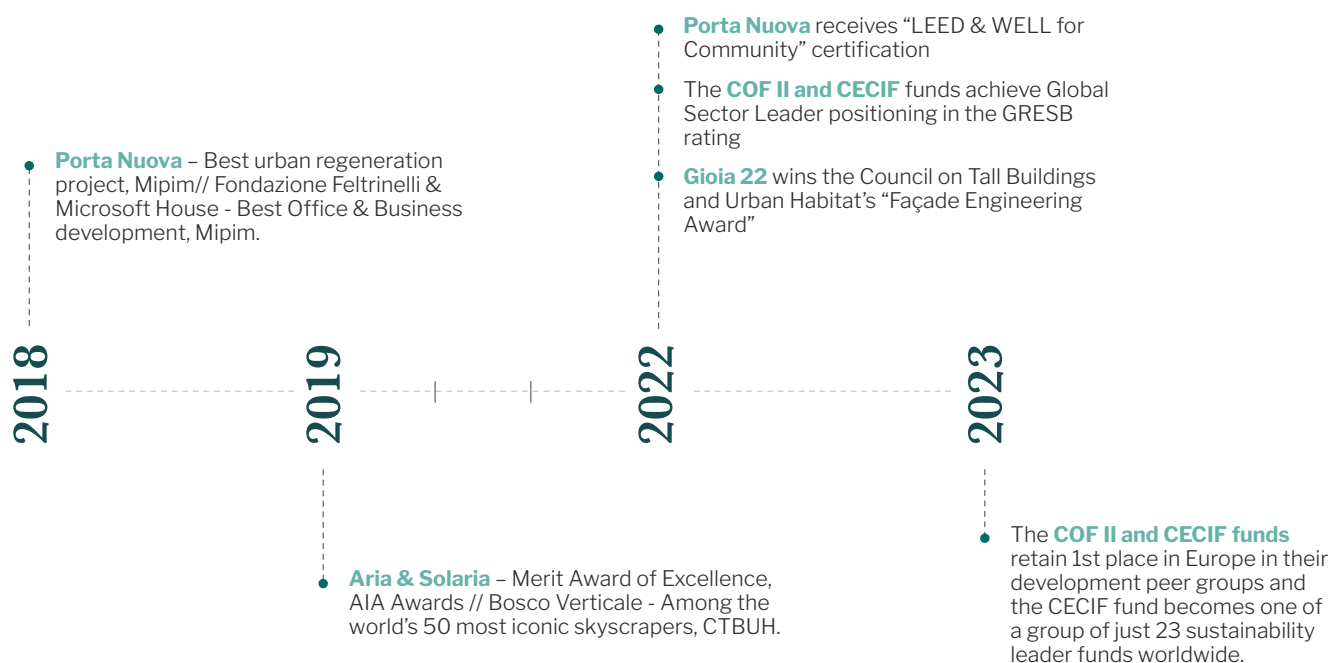 2018
Porta Nuova – Best urban regeneration
project, Mipim// Fondazione Feltrinelli &
Microsoft House - Best Office & Business
development, Mipim.
2019
Aria & Solaria – Merit Award of Excellence,
AIA Awards // Bosco Verticale - Among the
world’s 50 most iconic skyscrapers, CTBUH.
2022
Porta Nuova receives “LEED & WELL for
Community” certification
The COF II and CECIF funds achieve Global
Sector Leader positioning in the GRESB
rating
Gioia 22 wins the Council on Tall Buildings
and Urban Habitat’s “Façade Engineering
Award”
2023
The COF II and CECIF funds
retain 1st place in Europe in their
development peer groups and
the CECIF fund becomes one of
a group of just 23 sustainability
leader funds worldwide.